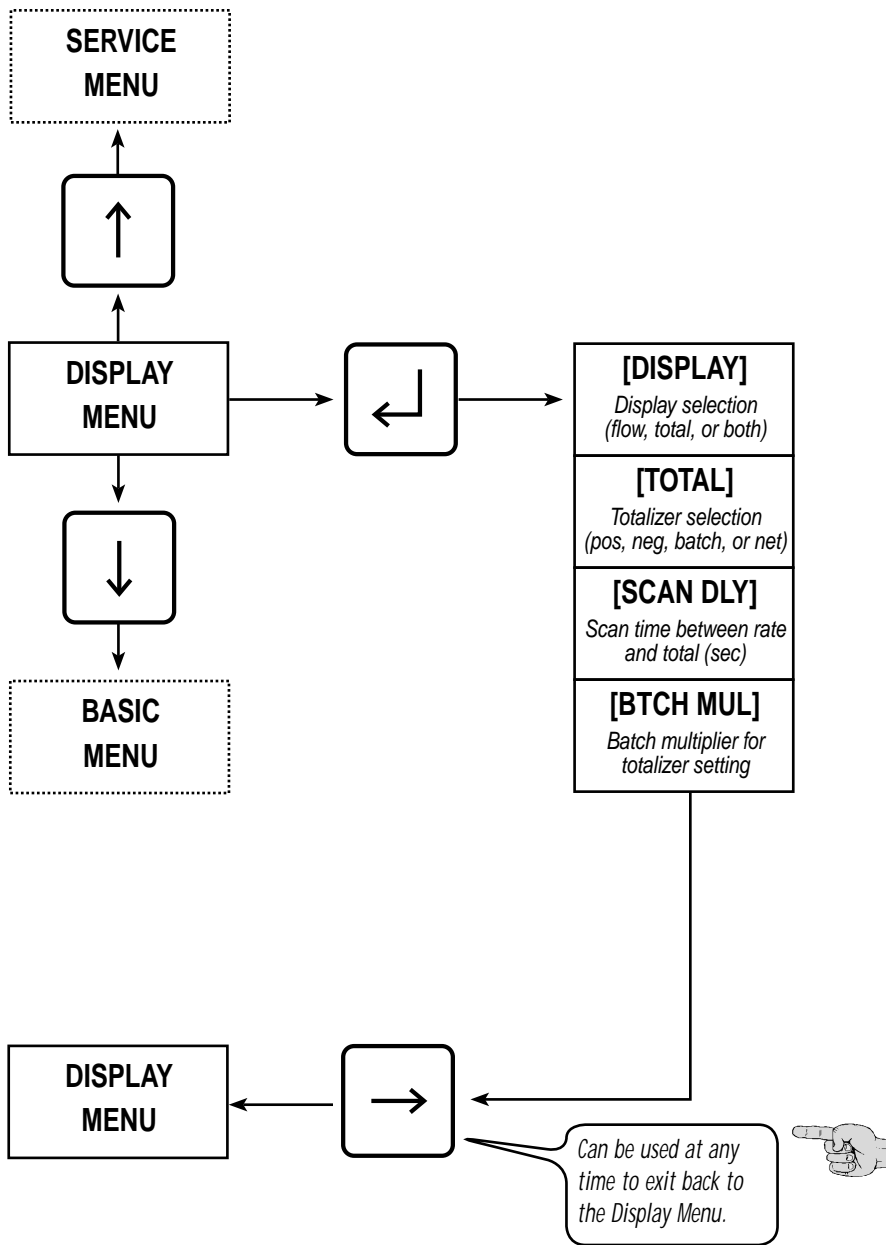 SERVICE
MENU
DISPLAY
MENU
[DISPLAY]
Display selection
(flow, total, or both)
[TOTAL]
Totalizer selection
(pos, neg, batch, or net)
[SCAN DLY]
Scan time between rate
and total (sec)
[BTCH MUL]
Batch multiplier for
totalizer setting
BASIC
MENU
DISPLAY
MENU
Can be used at any
time to exit back to
the Display Menu.